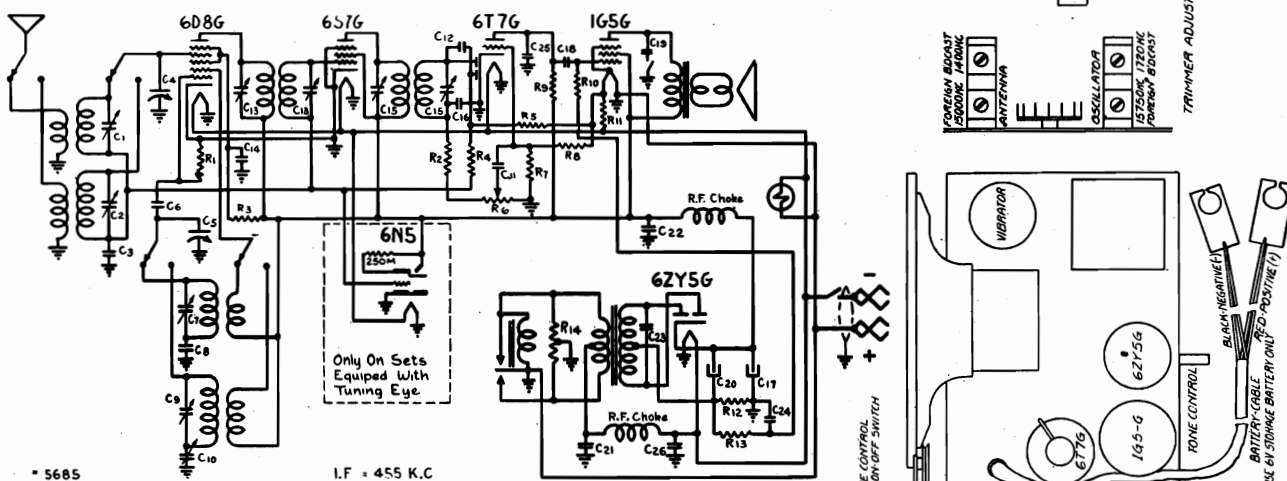 6D8G
6S7G
6T7G
1G5G
C12
C25
C18
C19
C4
R10
C13
C13
C15
C15
C16
R9
R11
C1
R5
R1
C14
R2
R4
R8
C11
R7
C2
C6
R3
C5
R6
C3
R.F. Choke
C22
6N5
250M
Only On Sets
Equiped With
Tuning Eye
6ZY5G
C7
C8
R14
C23
C20
C17
R12
C24
R13
R.F. Choke
C21
C26
C9
C10
-
+
* 5685
I.F = 455 K.C
FOREIGN BDCAST
15000KC 1400KC
ANTENNA
OSCILLATOR
15750KC 1720KC
FOREIGN BDCAST
TRIMMER ADJUST
VIBRATOR
BLACK-NEGATIVE(-)
RED-POSITIVE(+)
6ZY5G
TONE CONTROL
6T7G
1G5-G
BATTERY-CABLE
SE 6V STORAGE BATTERY ONLY
E CONTROL
ON-OFF SWITCH